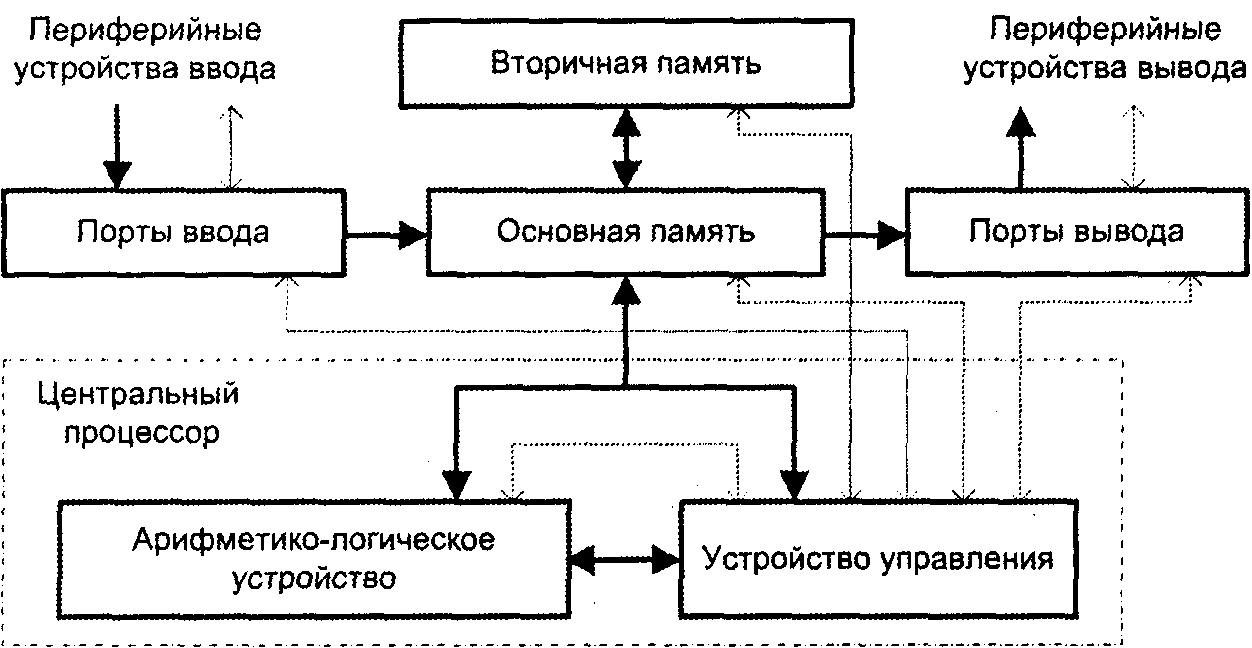 Периферийные
устройства ввода
Вторичная память
Периферийные
устройства вывода
Порты ввода
Основная память
Порты вывода
Центральный
процессор
Арифметико-логическое
устройство
Устройство управления